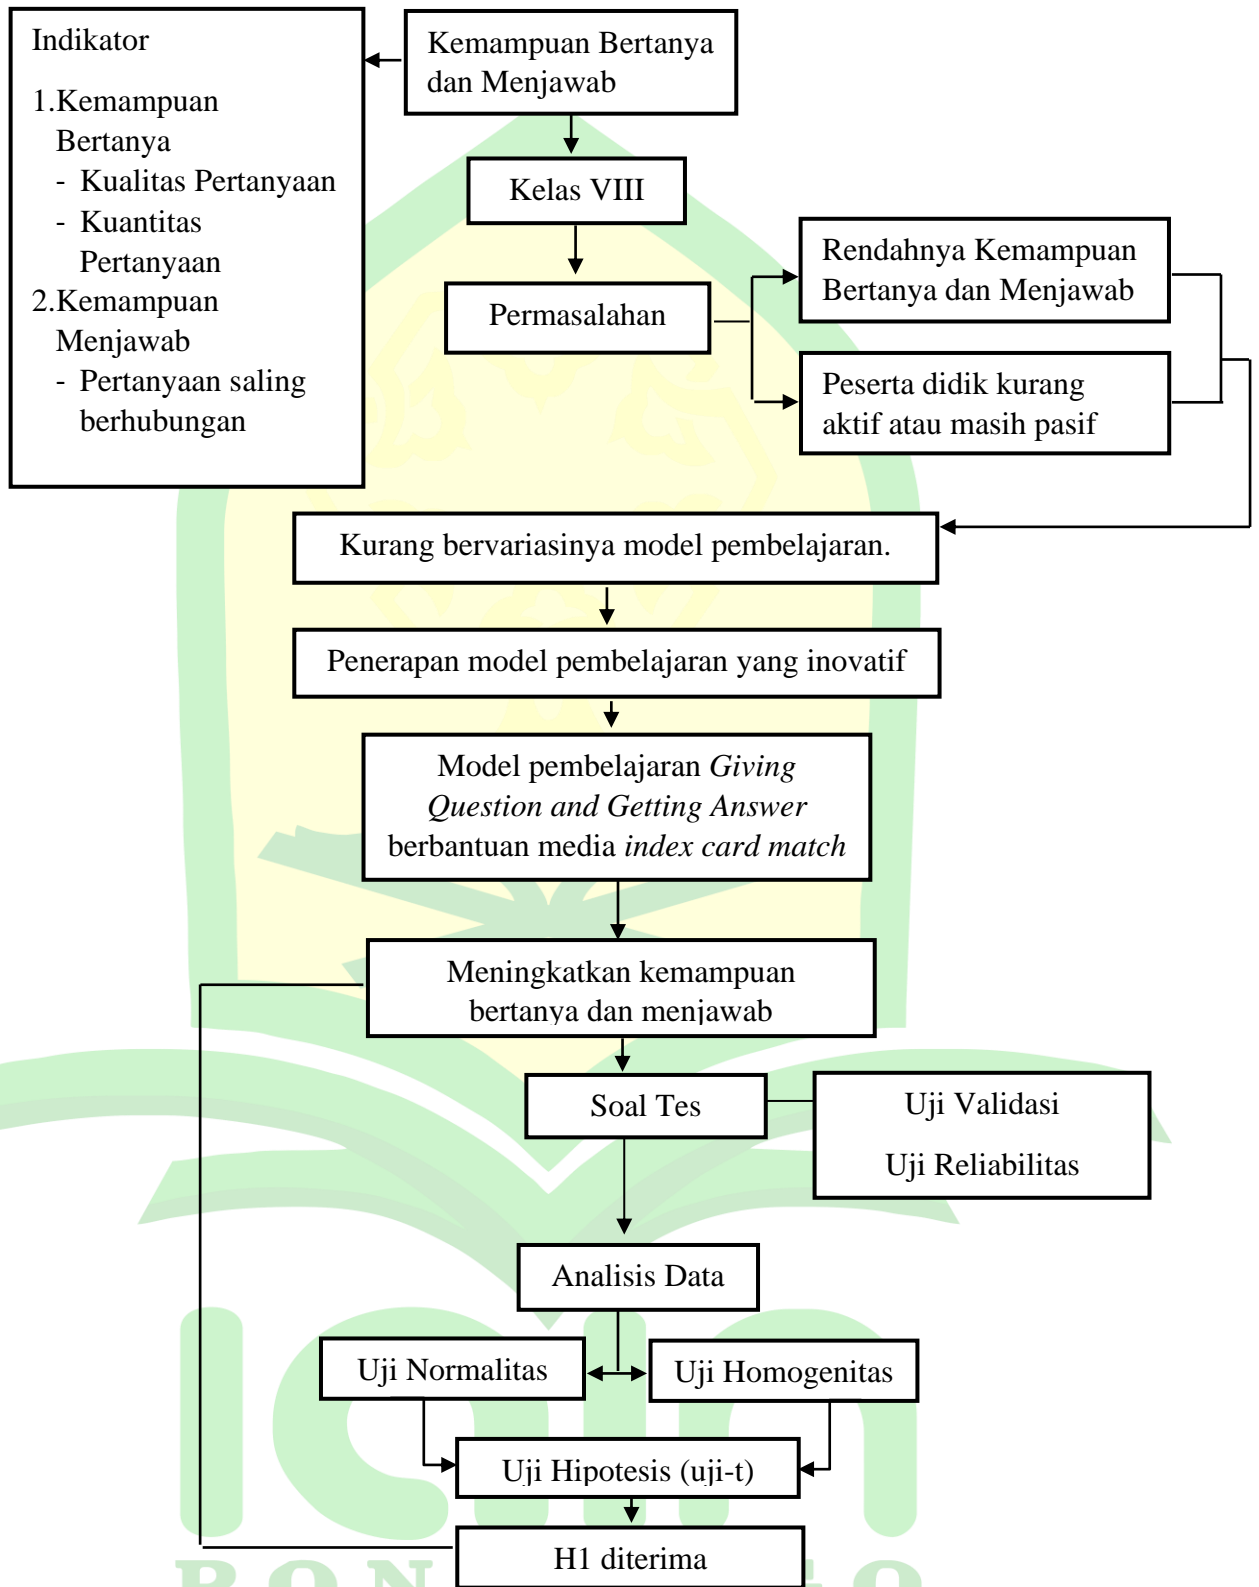 Indikator
1.Kemampuan
Bertanya
- Kualitas Pertanyaan
- Kuantitas
Pertanyaan
2.Kemampuan
Menjawab
- Pertanyaan saling
berhubungan
Kemampuan Bertanya
dan Menjawab
Kelas VIII
Permasalahan
Rendahnya Kemampuan
Bertanya dan Menjawab
Peserta didik kurang
aktif atau masih pasif
Kurang bervariasinya model pembelajaran.
Penerapan model pembelajaran yang inovatif
Model pembelajaran Giving
Question and Getting Answer
berbantuan media index card match
Meningkatkan kemampuan
bertanya dan menjawab
Soal Tes
Uji Validasi
Uji Reliabilitas
Analisis Data
Uji Normalitas
Uji Homogenitas
Uji Hipotesis (uji-t)
H1 diterima